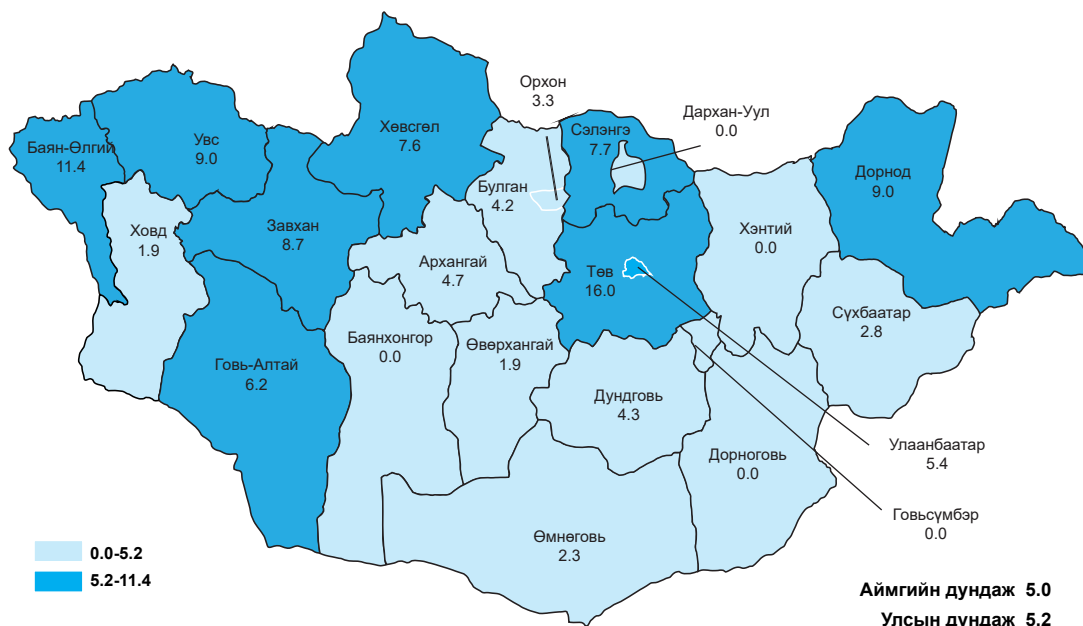 Орхон
3.3
Дархан-Уул
0.0
Хөвсгөл
7.6
Сэлэнгэ
7.7
Увс
9.0
Баян-Өлгий
11.4
Булган
4.2
Дорнод
9.0
Ховд
1.9
Завхан
8.7
Хэнтий
0.0
Архангай
4.7
Төв
16.0
Сүхбаатар
2.8
Баянхонгор
0.0
Өвөрхангай
1.9
Говь-Алтай
6.2
Дундговь
4.3
Улаанбаатар
5.4
Дорноговь
0.0
Говьсүмбэр
0.0
Өмнөговь
2.3
0.0-5.2
5.2-11.4
Аймгийн дундаж 5.0
Улсын дундаж 5.2